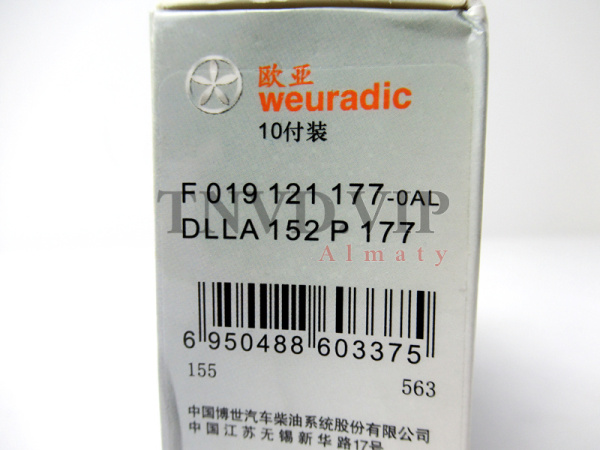 欧亚
weuradic
10付装
F 019 121 177-0AL
TNVD VIP
DLLA 152 P 177
Almaty
6 950488 603375
155
563
中国博世汽车柴油系统股份有限公司
中国江苏无锡新华路17号